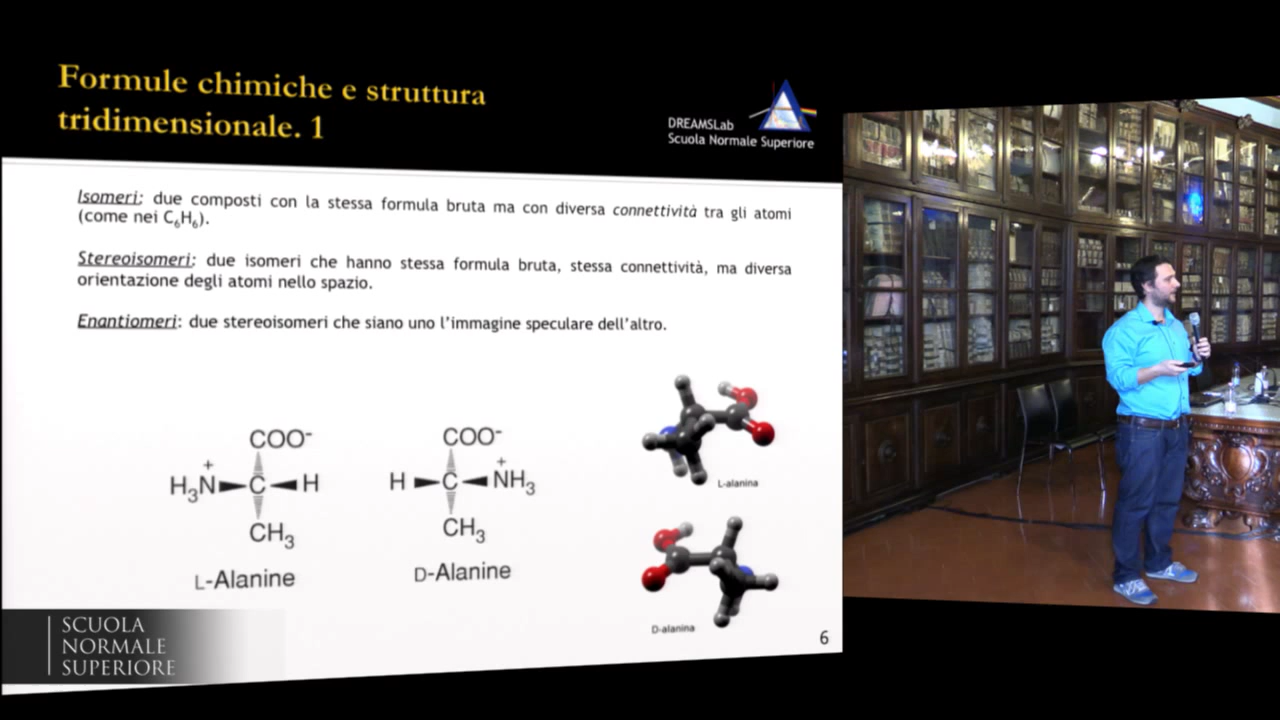 Formule chimiche e struttura
tridimensionale. 1
DREAMSLab
Scuola Normale Superiore
Isomeri: due composti con la stessa formula bruta ma con diversa connettività tra gli atomi
(come nei C₆H₆).
Stereoisomeri: due isomeri che hanno stessa formula bruta, stessa connettività, ma diversa
orientazione degli atomi nello spazio.
Enantiomeri: due stereoisomeri che siano uno l'immagine speculare dell'altro.
COO⁻
H₃N⁺ C H
CH₃
L-Alanine
COO⁻
H C NH₃⁺
CH₃
D-Alanine
L-alanina
D-alanina
6
SCUOLA
NORMALE
SUPERIORE